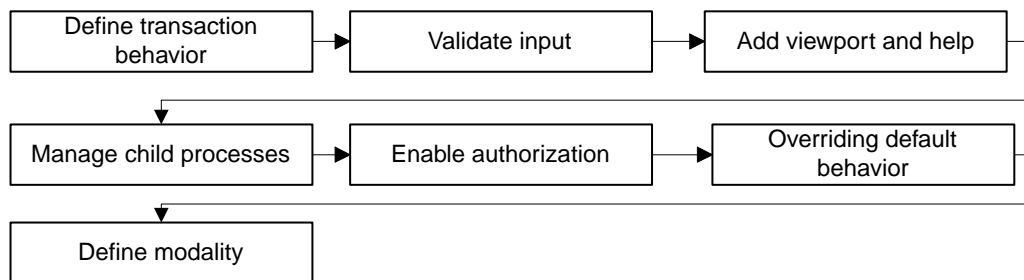 Define transaction
behavior
Validate input
Add viewport and help
Manage child processes
Enable authorization
Overriding default
behavior
Define modality